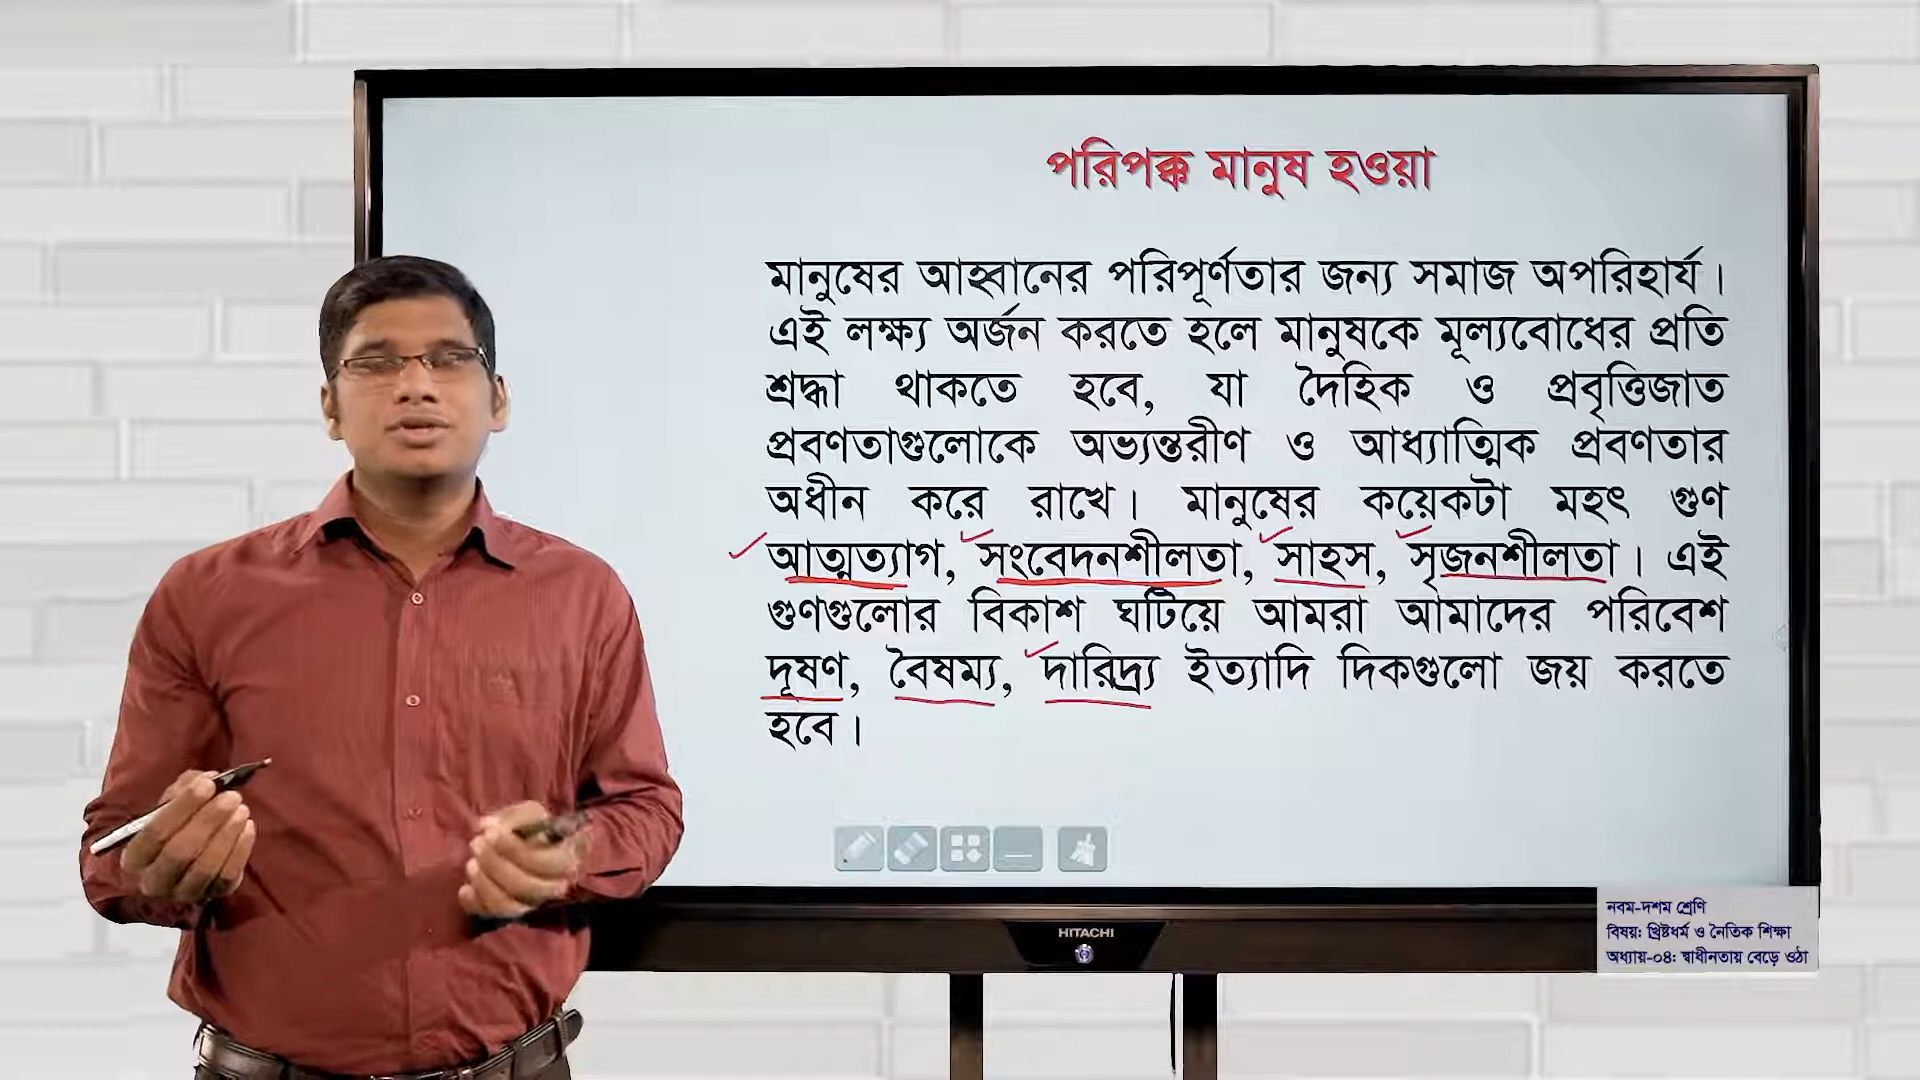 পরিপক্ক মানুষ হওয়া
মানুষের আহ্বানের পরিপূর্ণতার জন্য সমাজ অপরিহার্য।
এই লক্ষ্য অর্জন করতে হলে মানুষকে মূল্যবোধের প্রতি
শ্রদ্ধা থাকতে হবে, যা দৈহিক ও প্রবৃত্তিজাত
প্রবণতাগুলোকে অভ্যন্তরীণ ও আধ্যাত্মিক প্রবণতার
অধীন করে রাখে। মানুষের কয়েকটা মহৎ গুণ
আত্মত্যাগ, সংবেদনশীলতা, সাহস, সৃজনশীলতা। এই
গুণগুলোর বিকাশ ঘটিয়ে আমরা আমাদের পরিবেশ
দূষণ, বৈষম্য, দারিদ্র্য ইত্যাদি দিকগুলো জয় করতে
হবে।
HITACHI
নবম-দশম শ্রেণি
বিষয়: খ্রিষ্টধর্ম ও নৈতিক শিক্ষা
অধ্যায়-০৪: স্বাধীনতায় বেড়ে ওঠা